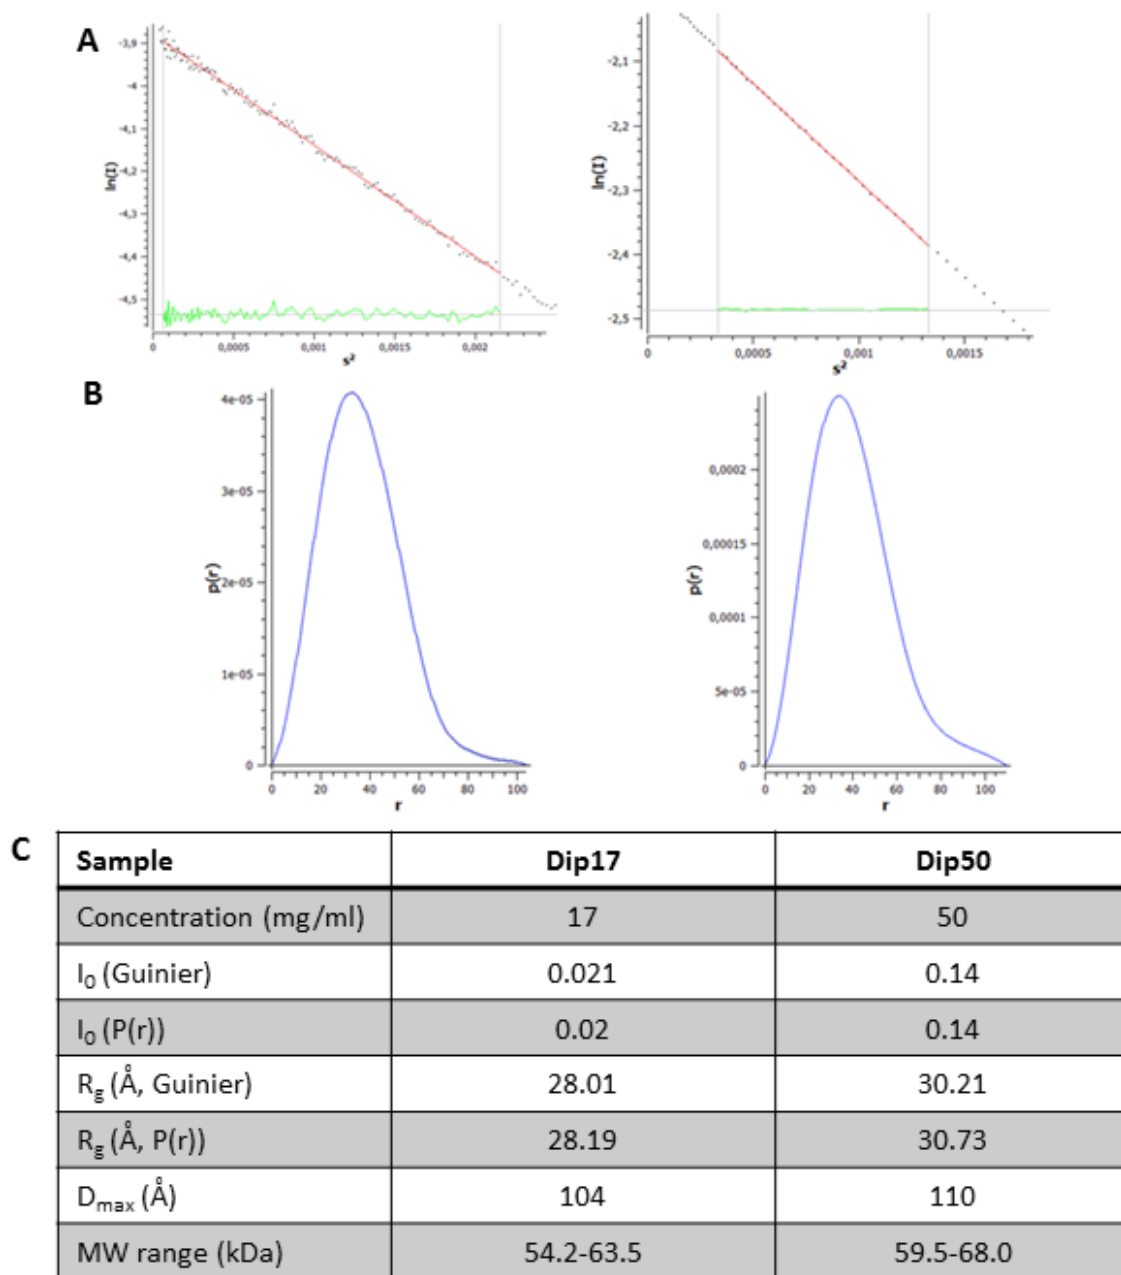 A
-3,9
-4
-4,1
-4,2
-4,3
-4,4
-4,5
ln(I)
0 0,0005 0,001 0,0015 0,002
s²
-2,1
-2,2
-2,3
-2,4
-2,5
ln(I)
0 0,0005 0,001 0,0015
s²
B
4e-05
3e-05
2e-05
1e-05
0
p(r)
0 20 40 60 80 100
r
0,0002
0,00015
0,0001
5e-05
0
p(r)
0 20 40 60 80 100
r
C
Sample Dip17 Dip50
Concentration (mg/ml) 17 50
I₀ (Guinier) 0.021 0.14
I₀ (P(r)) 0.02 0.14
Rg (Å, Guinier) 28.01 30.21
Rg (Å, P(r)) 28.19 30.73
Dmax (Å) 104 110
MW range (kDa) 54.2-63.5 59.5-68.0